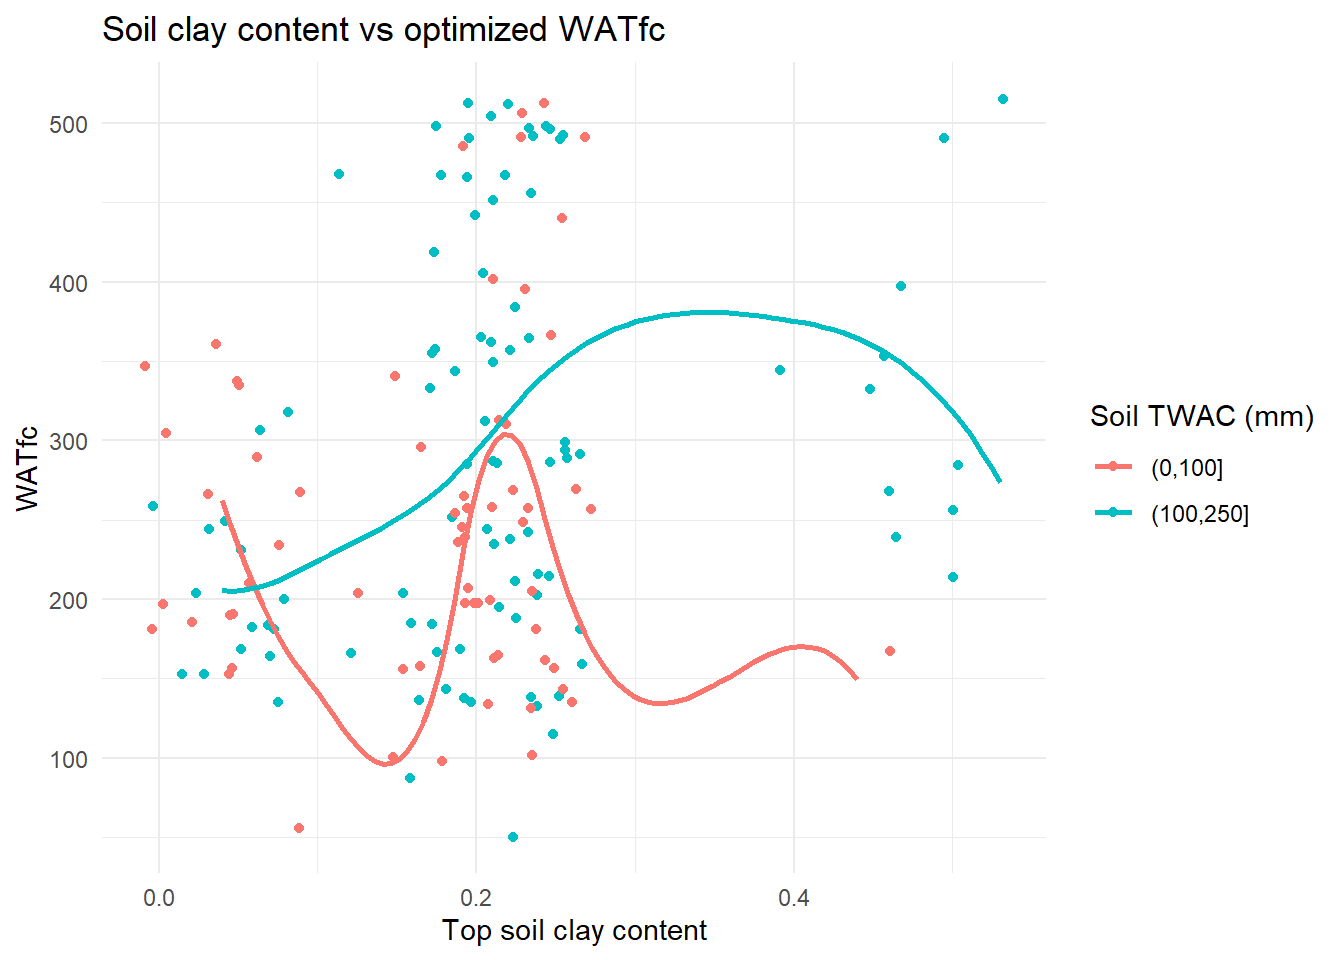 Soil clay content vs optimized WATfc
500
400
300
200
100
WATfc
0.0
0.2
0.4
Top soil clay content
Soil TWAC (mm)
(0,100]
(100,250]